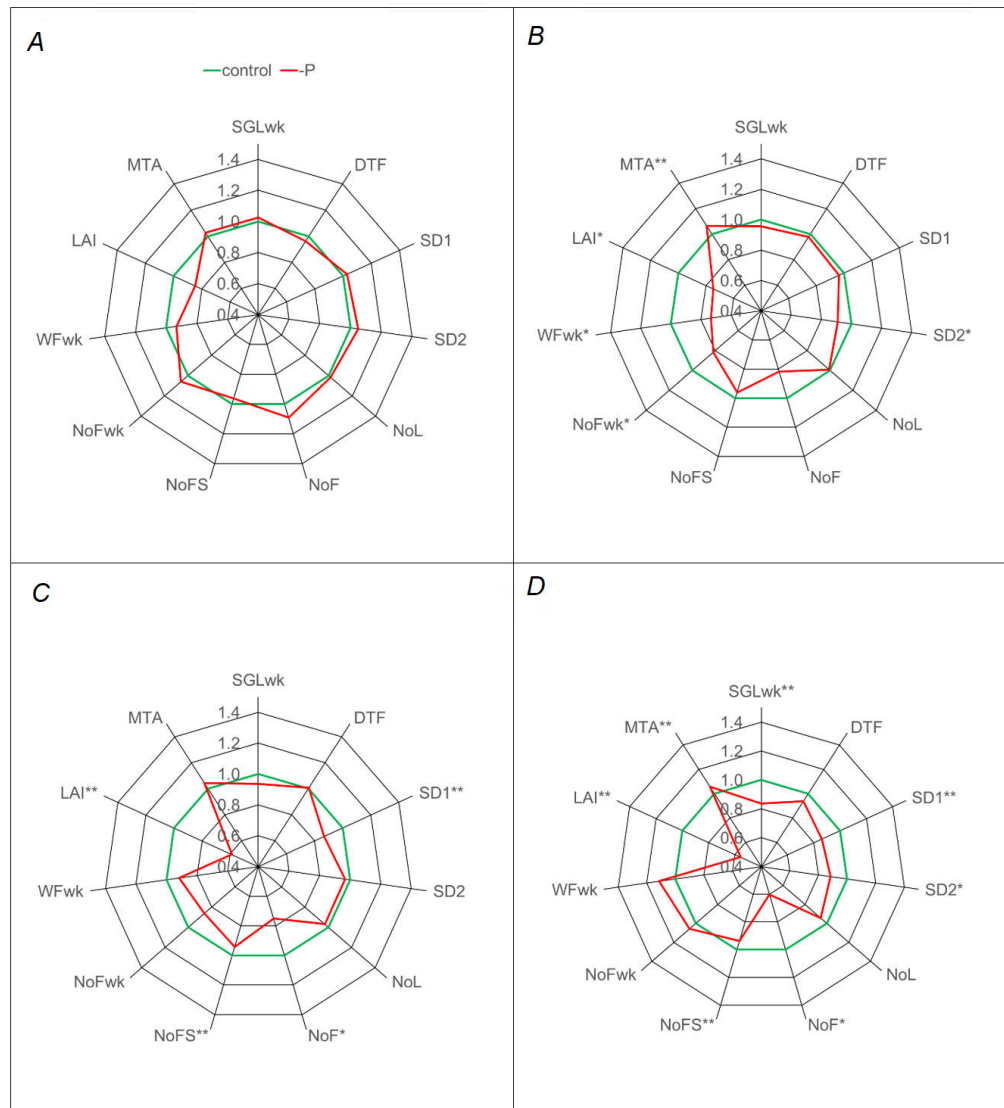 A
control -P
SGLwk
MTA 1.4 DTF
1.2
LAI 1.0 SD1
0.8
0.6
WFwk 0.4 SD2
NoFwk NoL
NoFS NoF
B
SGLwk
MTA** 1.4 DTF
1.2
LAI* 1.0 SD1
0.8
0.6
WFwk* 0.4 SD2*
NoFwk* NoL
NoFS NoF
C
SGLwk
MTA 1.4 DTF
1.2
LAI** 1.0 SD1**
0.8
0.6
WFwk 0.4 SD2
NoFwk NoL
NoFS** NoF*
D
SGLwk**
MTA** 1.4 DTF
1.2
LAI** 1.0 SD1**
0.8
0.6
WFwk 0.4 SD2*
NoFwk NoL
NoFS** NoF*